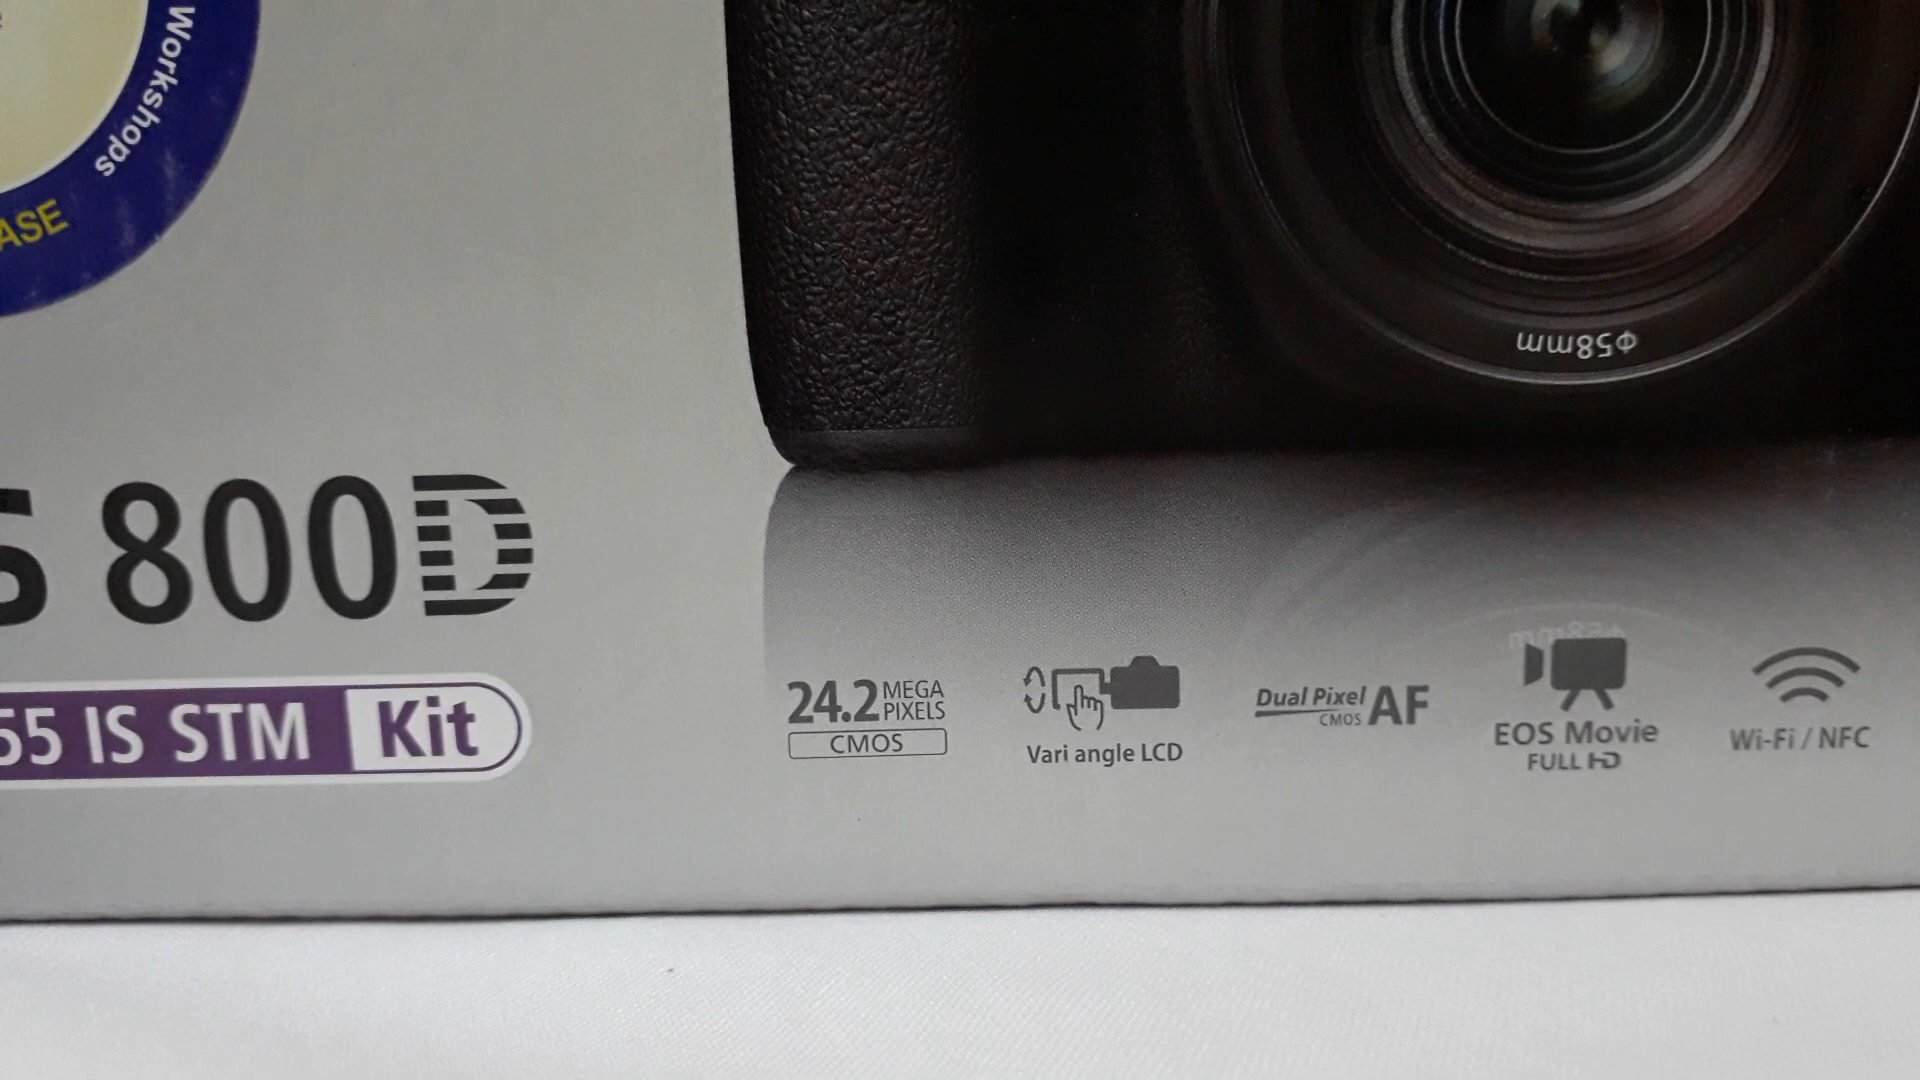 Workshops
ASE
Φ58mm
S 800D
55 IS STM Kit
24.2 MEGA PIXELS
CMOS
Vari angle LCD
Dual Pixel CMOS AF
EOS Movie
FULL HD
Wi-Fi / NFC